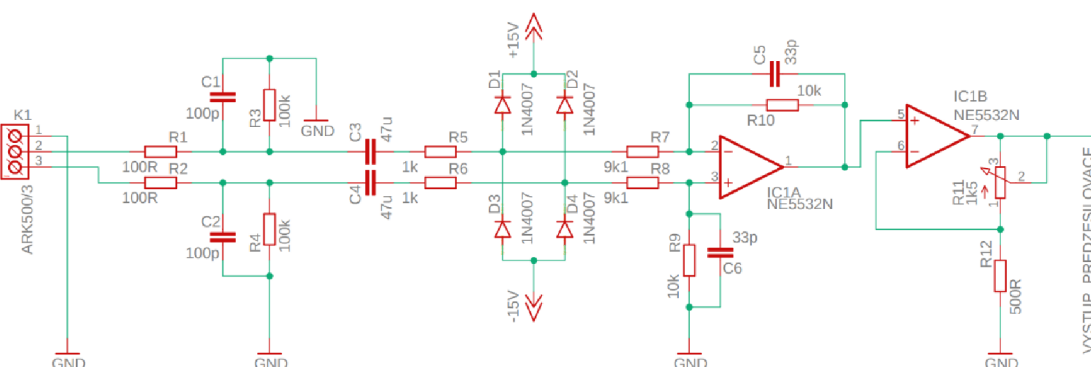 K1
1
2
3
ARK500/3
R1
100R
R2
100R
C1
100p
R3
100k
GND
C2
100p
R4
100k
GND
GND
C3
47u
C4
47u
R5
1k
R6
1k
+15V
D1
1N4007
D2
1N4007
D3
1N4007
D4
1N4007
-15V
R7
9k1
R8
9k1
C5
33p
10k
R10
2
3
1
IC1A
NE5532N
R9
10k
33p
C6
GND
IC1B
NE5532N
5
6
7
R11
1k5
3
2
1
R12
500R
GND
VYSTUP_PREDZESILOVACE